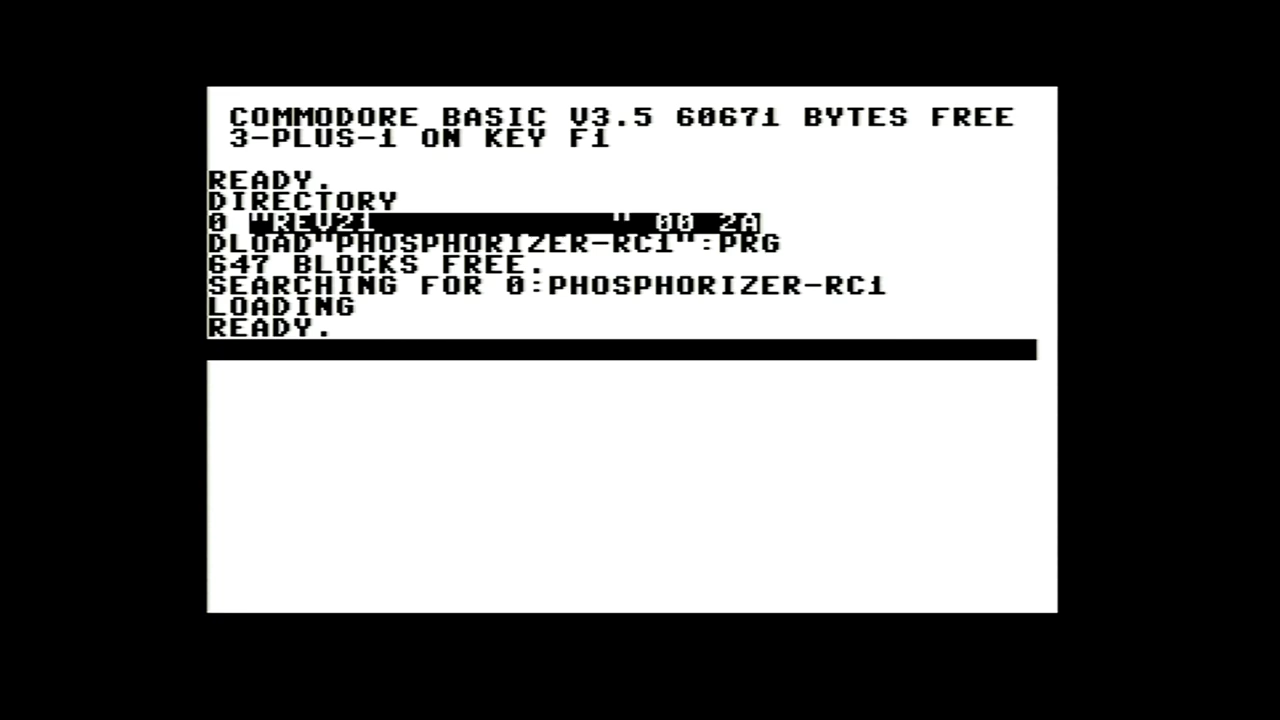 COMMODORE BASIC V3.5 60671 BYTES FREE
3-PLUS-1 ON KEY F1
READY.
DIRECTORY
0 "REV21           " 00 2A
DLOAD"PHOSPHORIZER-RC1":PRG
647 BLOCKS FREE.
SEARCHING FOR 0:PHOSPHORIZER-RC1
LOADING
READY.